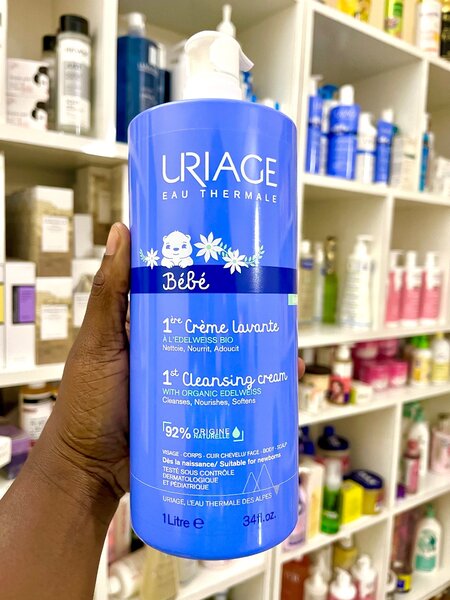 URIAGE
EAU THERMALE
Bébé
1ère Crème lavante
À L'EDELWEISS BIO
Nettoie, Nourrit, Adoucit
1st Cleansing cream
WITH ORGANIC EDELWEISS
Cleanses, Nourishes, Softens
92% ORIGINE
NATURELLE
VISAGE - CORPS - CUIR CHEVELU/ FACE - BODY - SCALP
Dès la naissance/ Suitable for newborns
TESTÉ SOUS CONTRÔLE
DERMATOLOGIQUE
ET PÉDIATRIQUE
URIAGE, L'EAU THERMALE DES ALPES
1 Litre ℮ 34fl.oz.